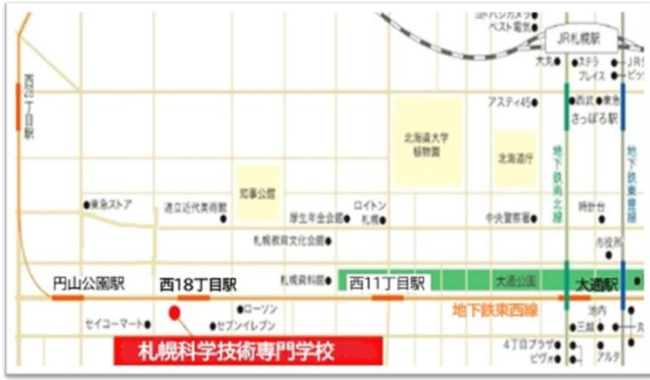 ヨドバシカメラ
ベスト電気
JR札幌駅
大丸
ステラ
プレイス
JRタ
ビッ
西28丁目駅
アスティ45
西武
東急
さっぽろ駅
北海道大学
植物園
北海道庁
地下鉄南北線
地下鉄東豊線
知事公館
東急ストア
道立近代美術館
厚生年金会館
ロイトン
札幌
中央警察署
時計台
札幌教育文化会館
市役所
円山公園駅
西18丁目駅
札幌資料館
西11丁目駅
大通公園
大通駅
ローソン
地下鉄東西線
池内
セイコーマート
セブンイレブン
三越
丸
札幌科学技術専門学校
4丁目プラザ
ピヴォ
アルタ